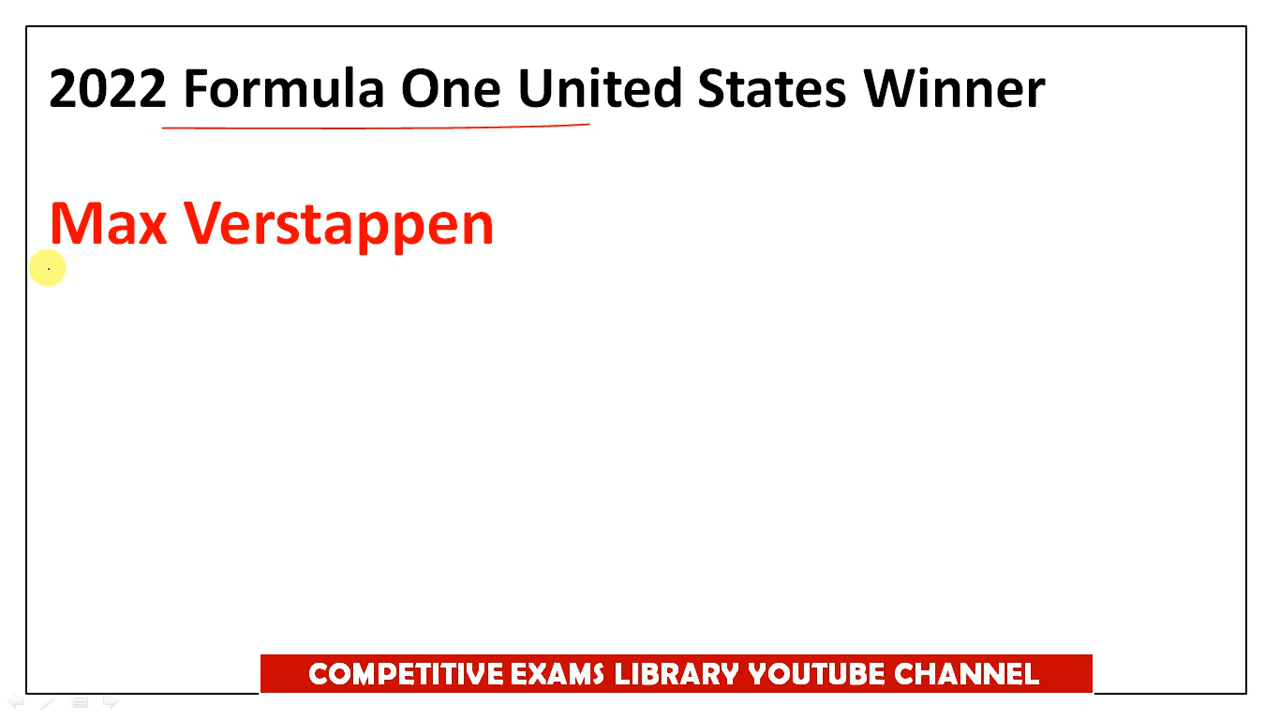 2022 Formula One United States Winner
Max Verstappen
COMPETITIVE EXAMS LIBRARY YOUTUBE CHANNEL